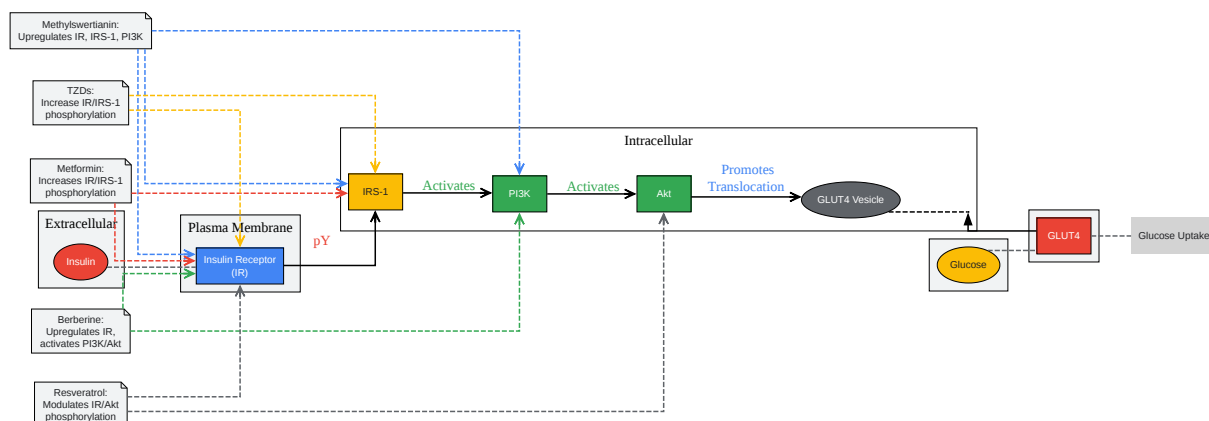 Methylswertianin:
Upregulates IR, IRS-1, PI3K
TZDs:
Increase IR/IRS-1
phosphorylation
Intracellular
Metformin:
Increases IR/IRS-1
phosphorylation
IRS-1
Activates
PI3K
Activates
Akt
Promotes
Translocation
GLUT4 Vesicle
Extracellular
Insulin
Plasma Membrane
Insulin Receptor
(IR)
pY
GLUT4
Glucose Uptake
Glucose
Berberine:
Upregulates IR,
activates PI3K/Akt
Resveratrol:
Modulates IR/Akt
phosphorylation